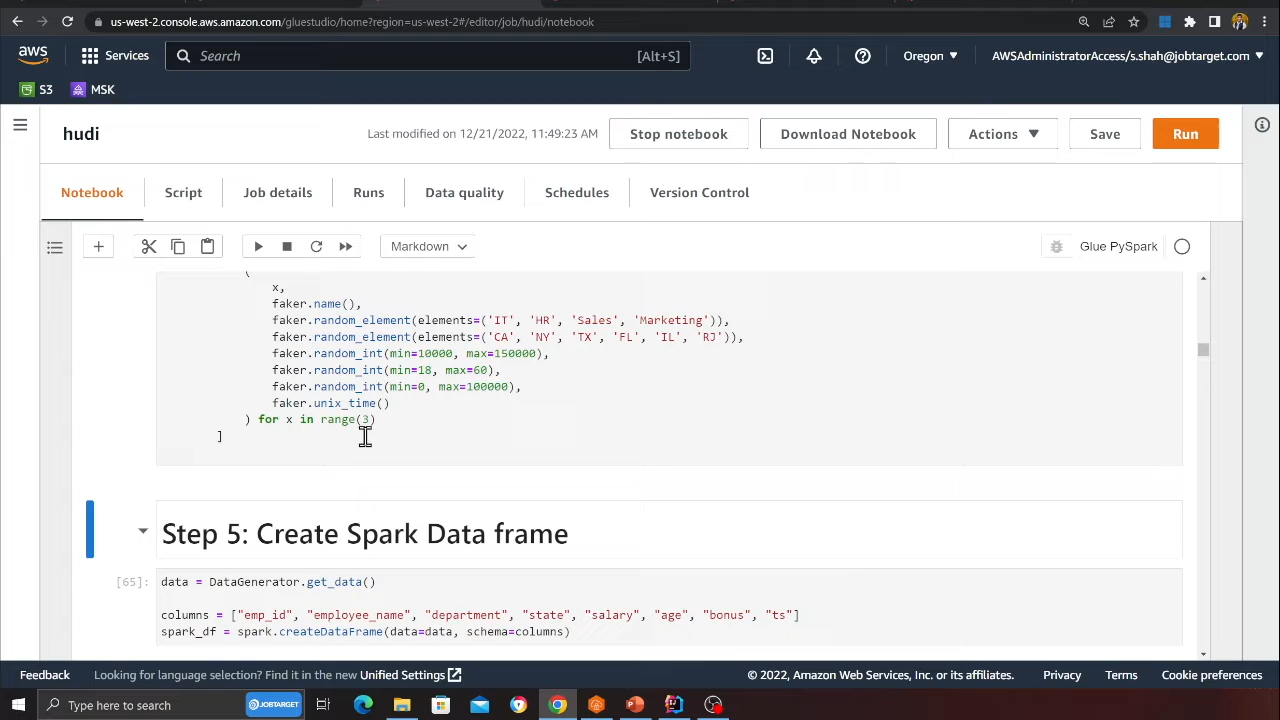 us-west-2.console.aws.amazon.com/gluestudio/home?region=us-west-2#/editor/job/hudi/notebook
aws Services Search [Alt+S] Oregon AWSAdministratorAccess/s.shah@jobtarget.com
S3 MSK
hudi Last modified on 12/21/2022, 11:49:23 AM Stop notebook Download Notebook Actions Save Run
Notebook Script Job details Runs Data quality Schedules Version Control
Markdown Glue PySpark
(
x,
faker.name(),
faker.random_element(elements=('IT', 'HR', 'Sales', 'Marketing')),
faker.random_element(elements=('CA', 'NY', 'TX', 'FL', 'IL', 'RJ')),
faker.random_int(min=10000, max=150000),
faker.random_int(min=18, max=60),
faker.random_int(min=0, max=100000),
faker.unix_time()
) for x in range(3)
]
Step 5: Create Spark Data frame
[65]: data = DataGenerator.get_data()
columns = ["emp_id", "employee_name", "department", "state", "salary", "age", "bonus", "ts"]
spark_df = spark.createDataFrame(data=data, schema=columns)
Feedback Looking for language selection? Find it in the new Unified Settings © 2022, Amazon Web Services, Inc. or its affiliates. Privacy Terms Cookie preferences
Type here to search JOBTARGET